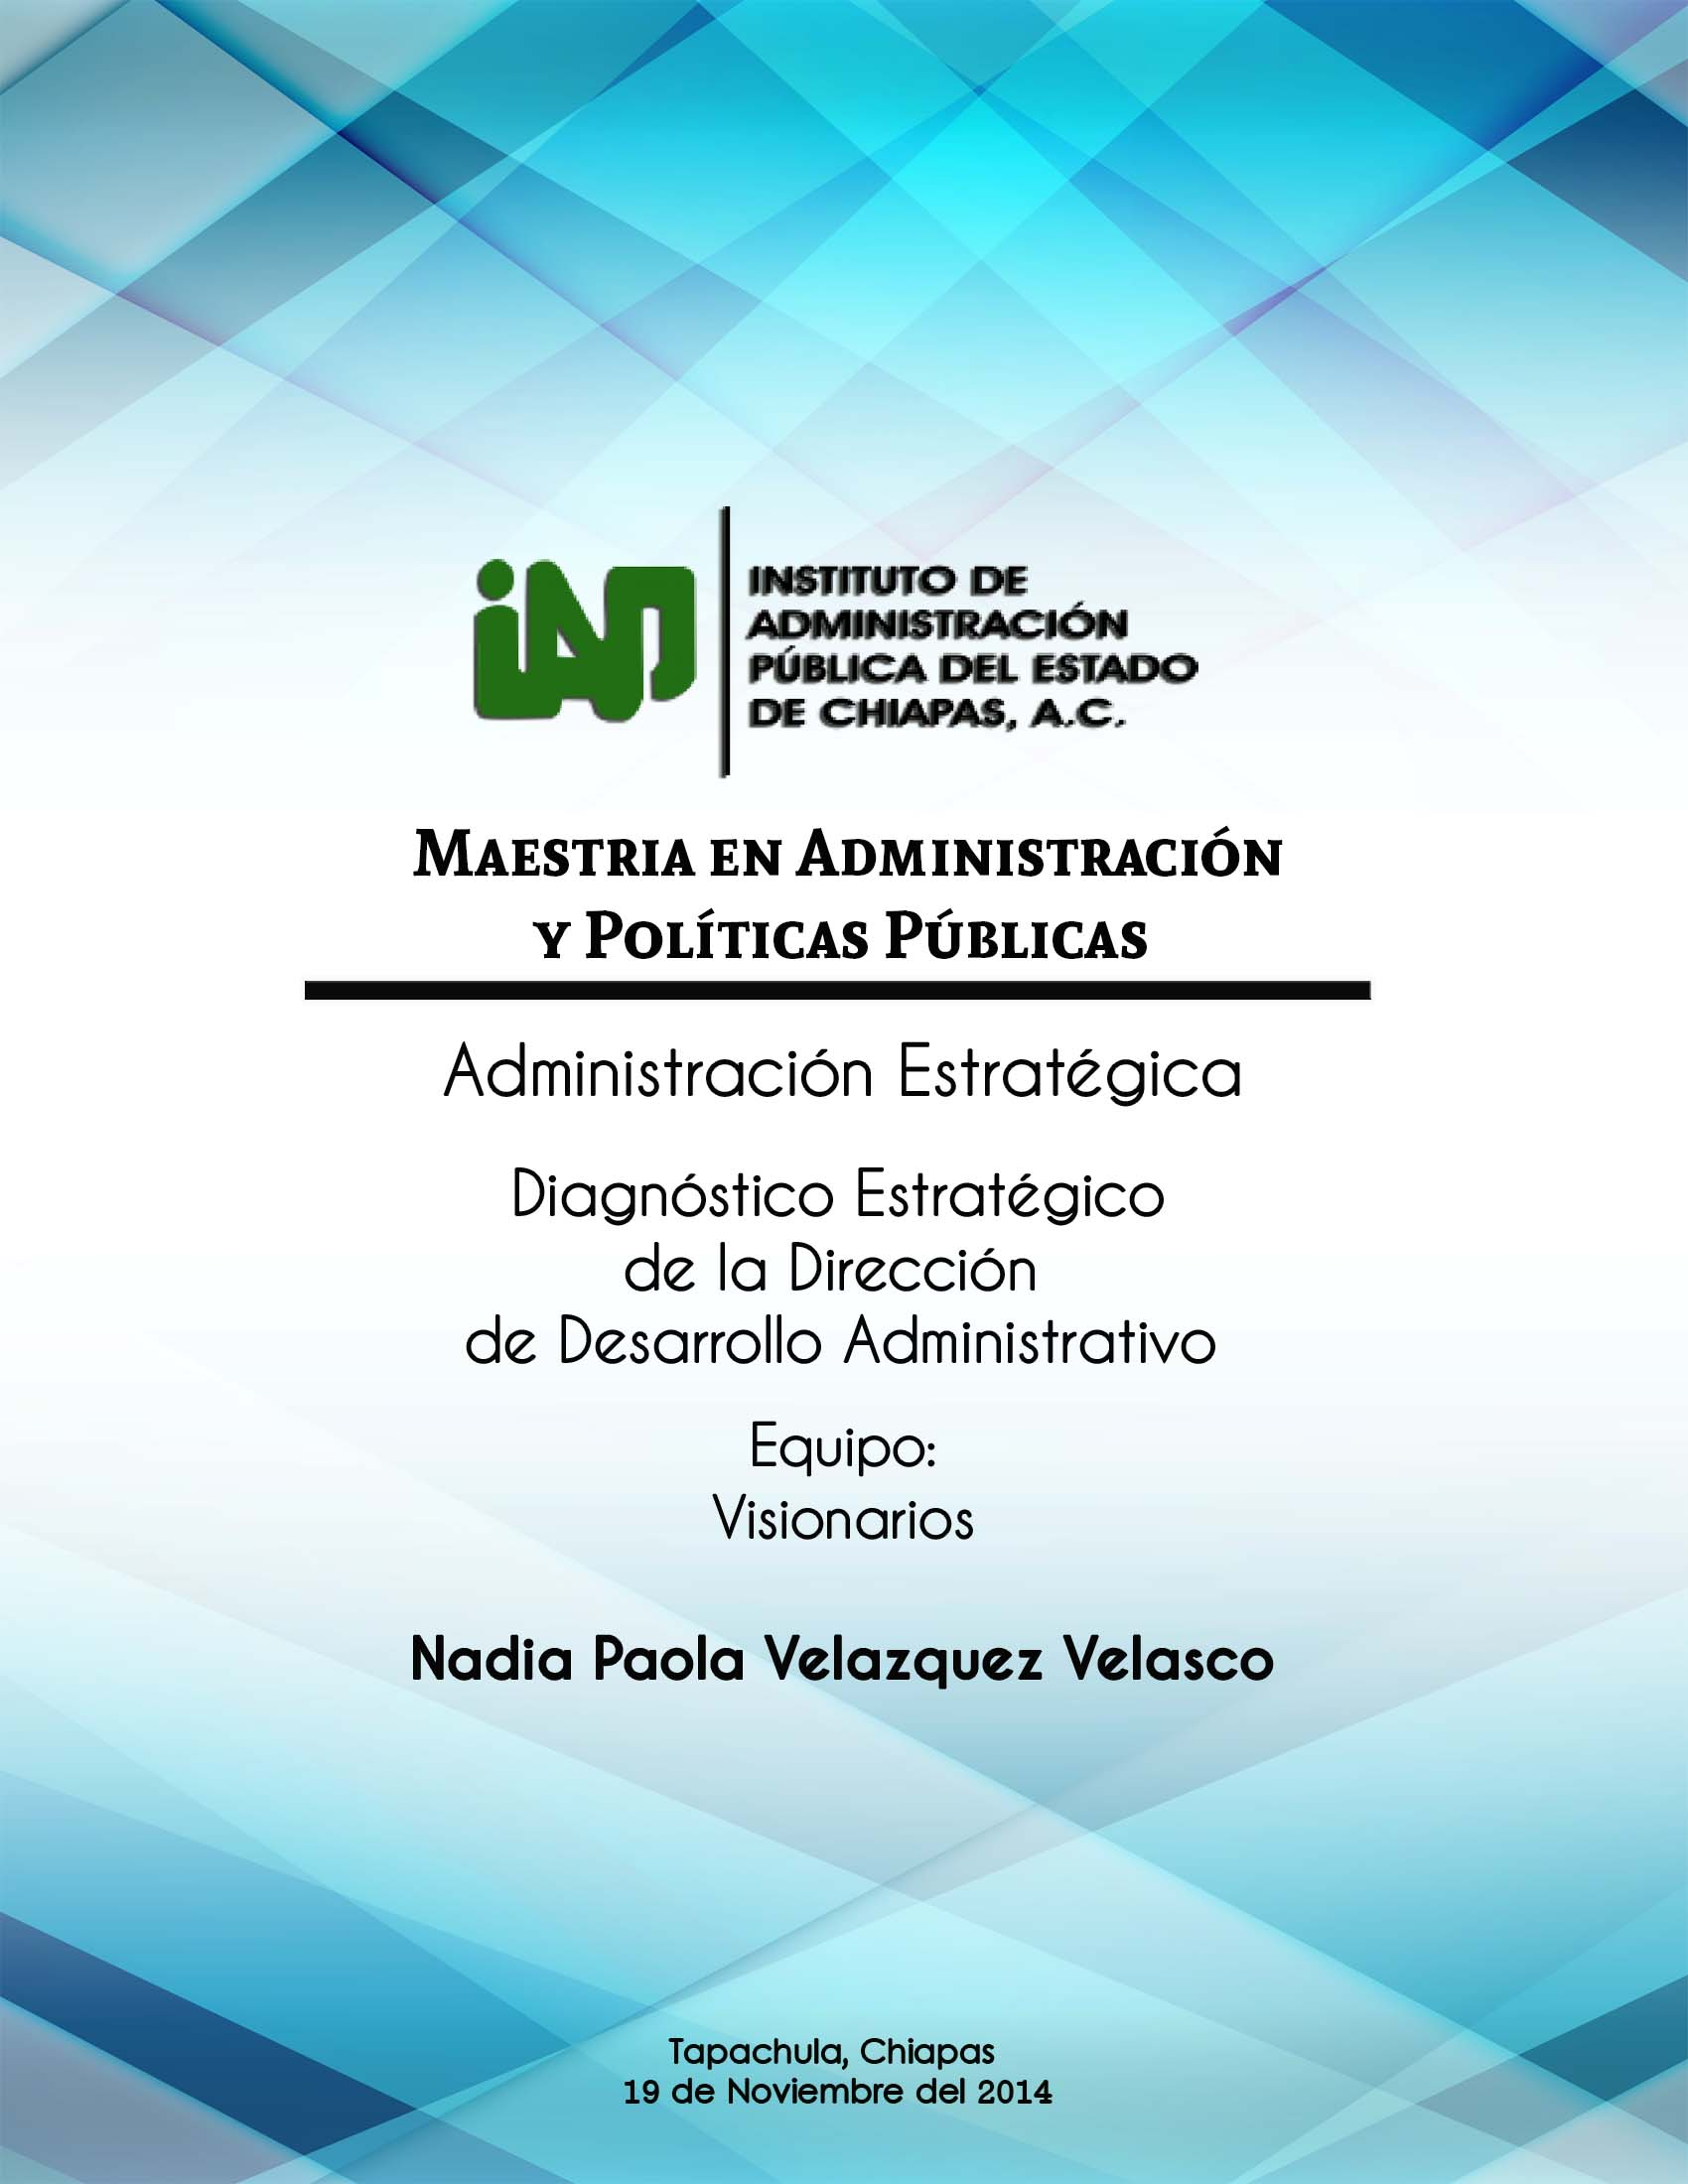 iAP
INSTITUTO DE
ADMINISTRACIÓN
PÚBLICA DEL ESTADO
DE CHIAPAS, A.C.
MAESTRIA EN ADMINISTRACIÓN
Y POLÍTICAS PÚBLICAS
Administración Estratégica
Diagnóstico Estratégico
de la Dirección
de Desarrollo Administrativo
Equipo:
Visionarios
Nadia Paola Velazquez Velasco
Tapachula, Chiapas
19 de Noviembre del 2014